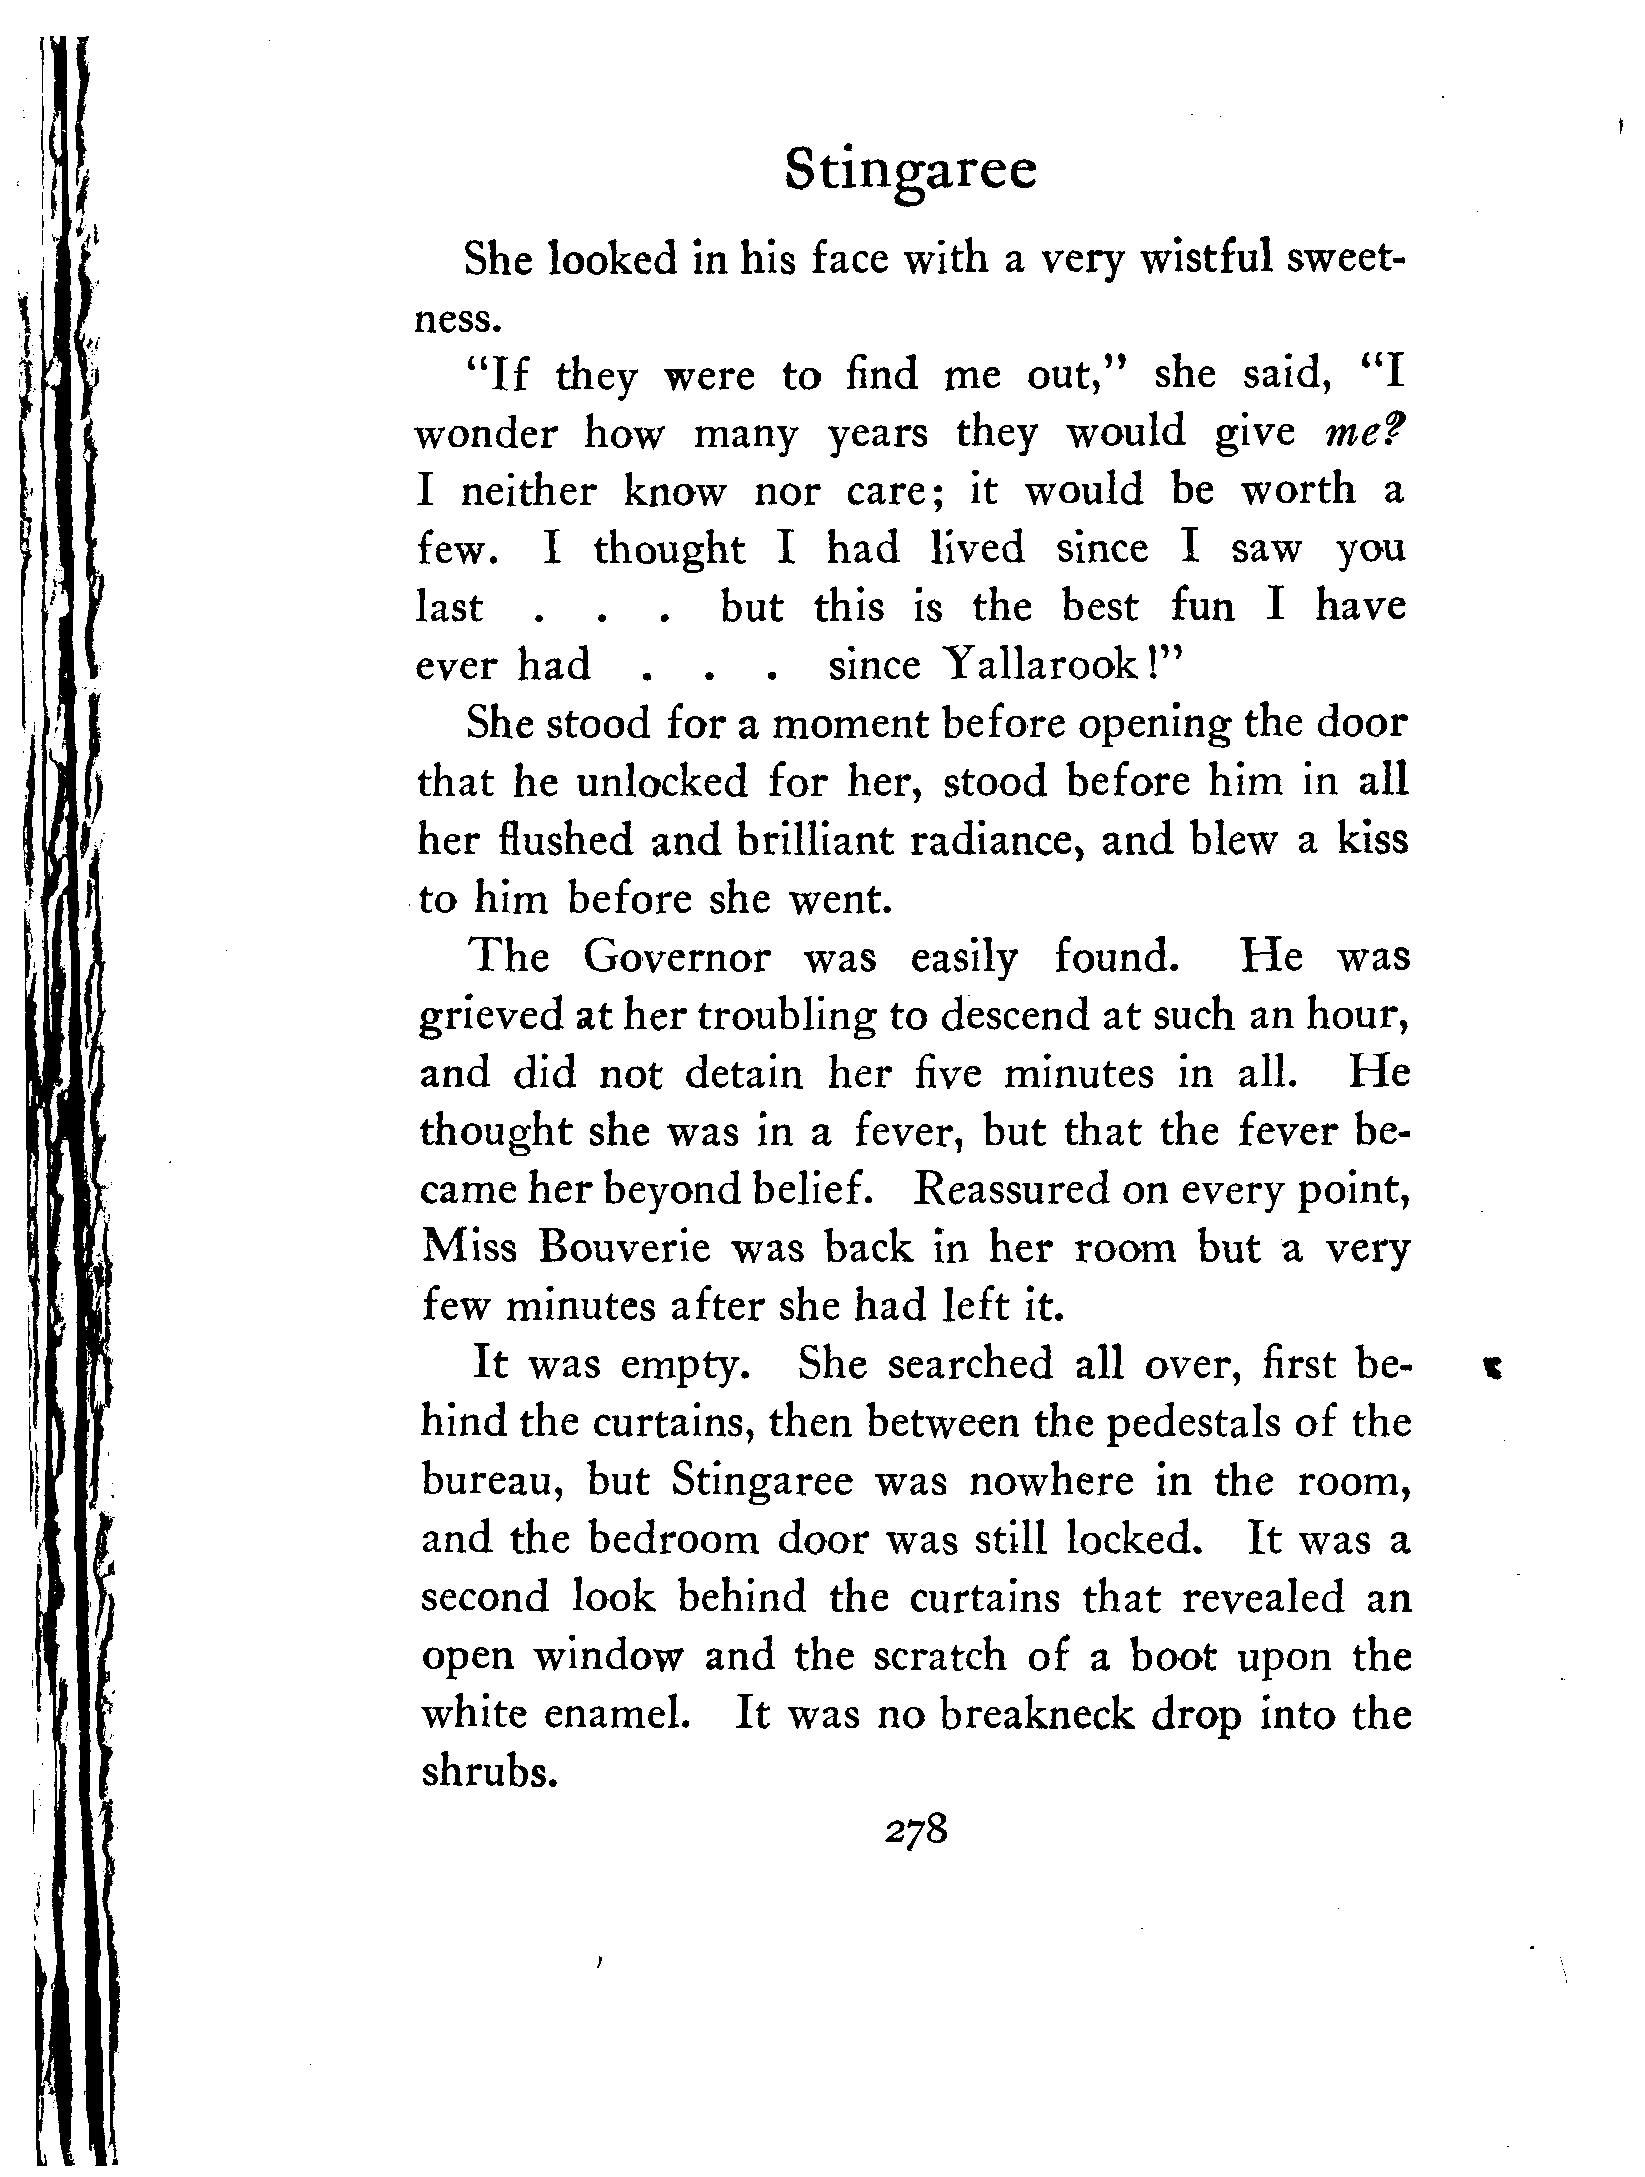 Stingaree
She looked in his face with a very wistful sweet-
ness.
“If they were to find me out,” she said, “I
wonder how many years they would give me?
I neither know nor care; it would be worth a
few. I thought I had lived since I saw you
last . . . but this is the best fun I have
ever had . . . since Yallarook!”
She stood for a moment before opening the door
that he unlocked for her, stood before him in all
her flushed and brilliant radiance, and blew a kiss
to him before she went.
The Governor was easily found. He was
grieved at her troubling to descend at such an hour,
and did not detain her five minutes in all. He
thought she was in a fever, but that the fever be-
came her beyond belief. Reassured on every point,
Miss Bouverie was back in her room but a very
few minutes after she had left it.
It was empty. She searched all over, first be-
hind the curtains, then between the pedestals of the
bureau, but Stingaree was nowhere in the room,
and the bedroom door was still locked. It was a
second look behind the curtains that revealed an
open window and the scratch of a boot upon the
white enamel. It was no breakneck drop into the
shrubs.
278